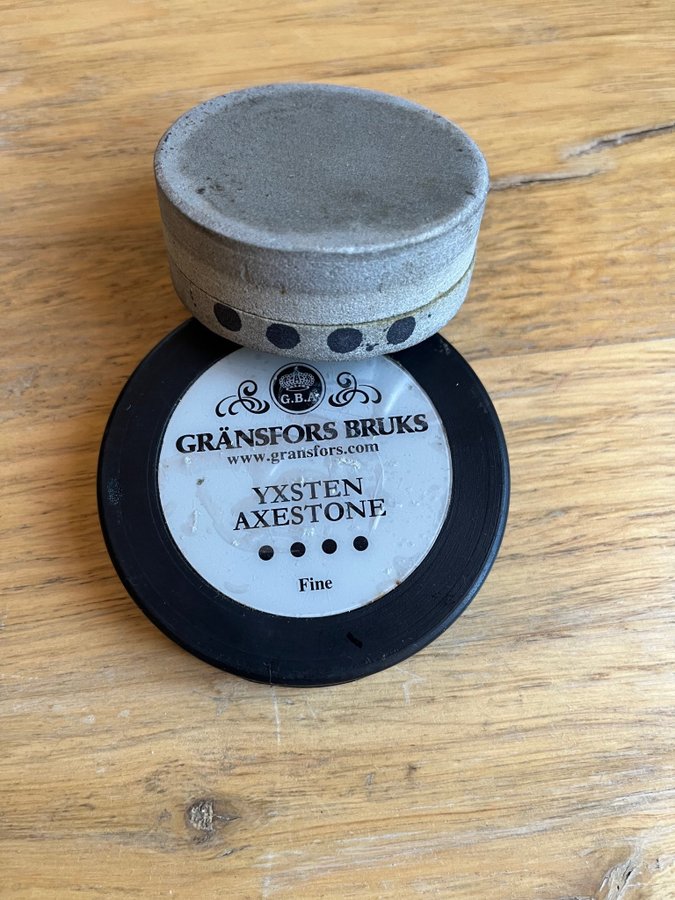 G.B.A
GRÄNSFORS BRUKS
www.gransfors.com
YXSTEN
AXESTONE
Fine